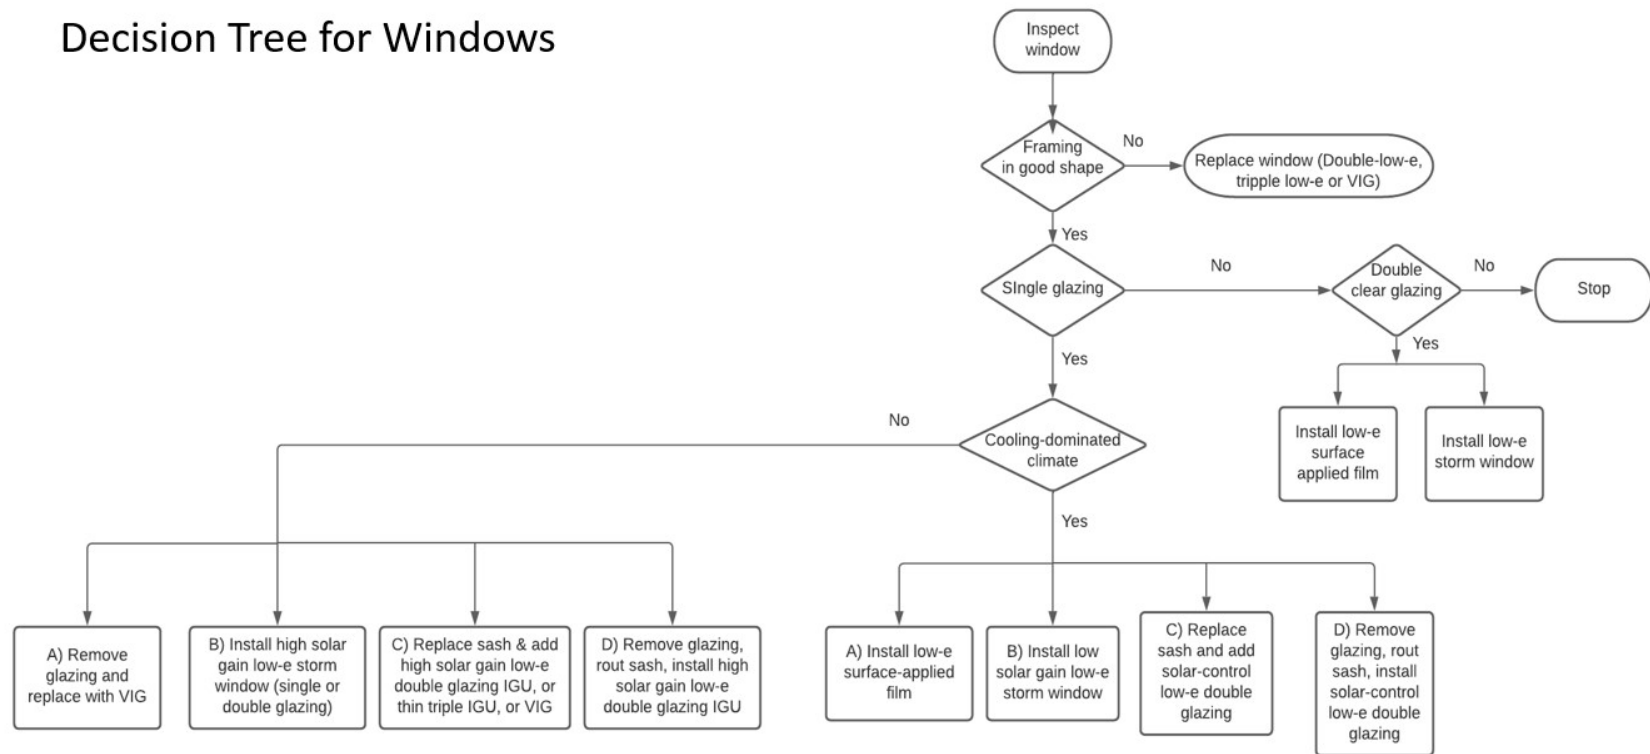 Decision Tree for Windows
Inspect
window
Framing
in good shape
No
Replace window (Double-low-e,
tripple low-e or VIG)
Yes
SIngle glazing
No
Double
clear glazing
No
Stop
Yes
Install low-e
surface
applied film
Install low-e
storm window
Yes
Cooling-dominated
climate
No
A) Remove
glazing and
replace with VIG
B) Install high solar
gain low-e storm
window (single or
double glazing)
C) Replace sash & add
high solar gain low-e
double glazing IGU, or
thin triple IGU, or VIG
D) Remove glazing,
rout sash, install high
solar gain low-e
double glazing IGU
Yes
A) Install low-e
surface-applied
film
B) Install low
solar gain low-e
storm window
C) Replace
sash and add
solar-control
low-e double
glazing
D) Remove
glazing, rout
sash, install
solar-control
low-e double
glazing